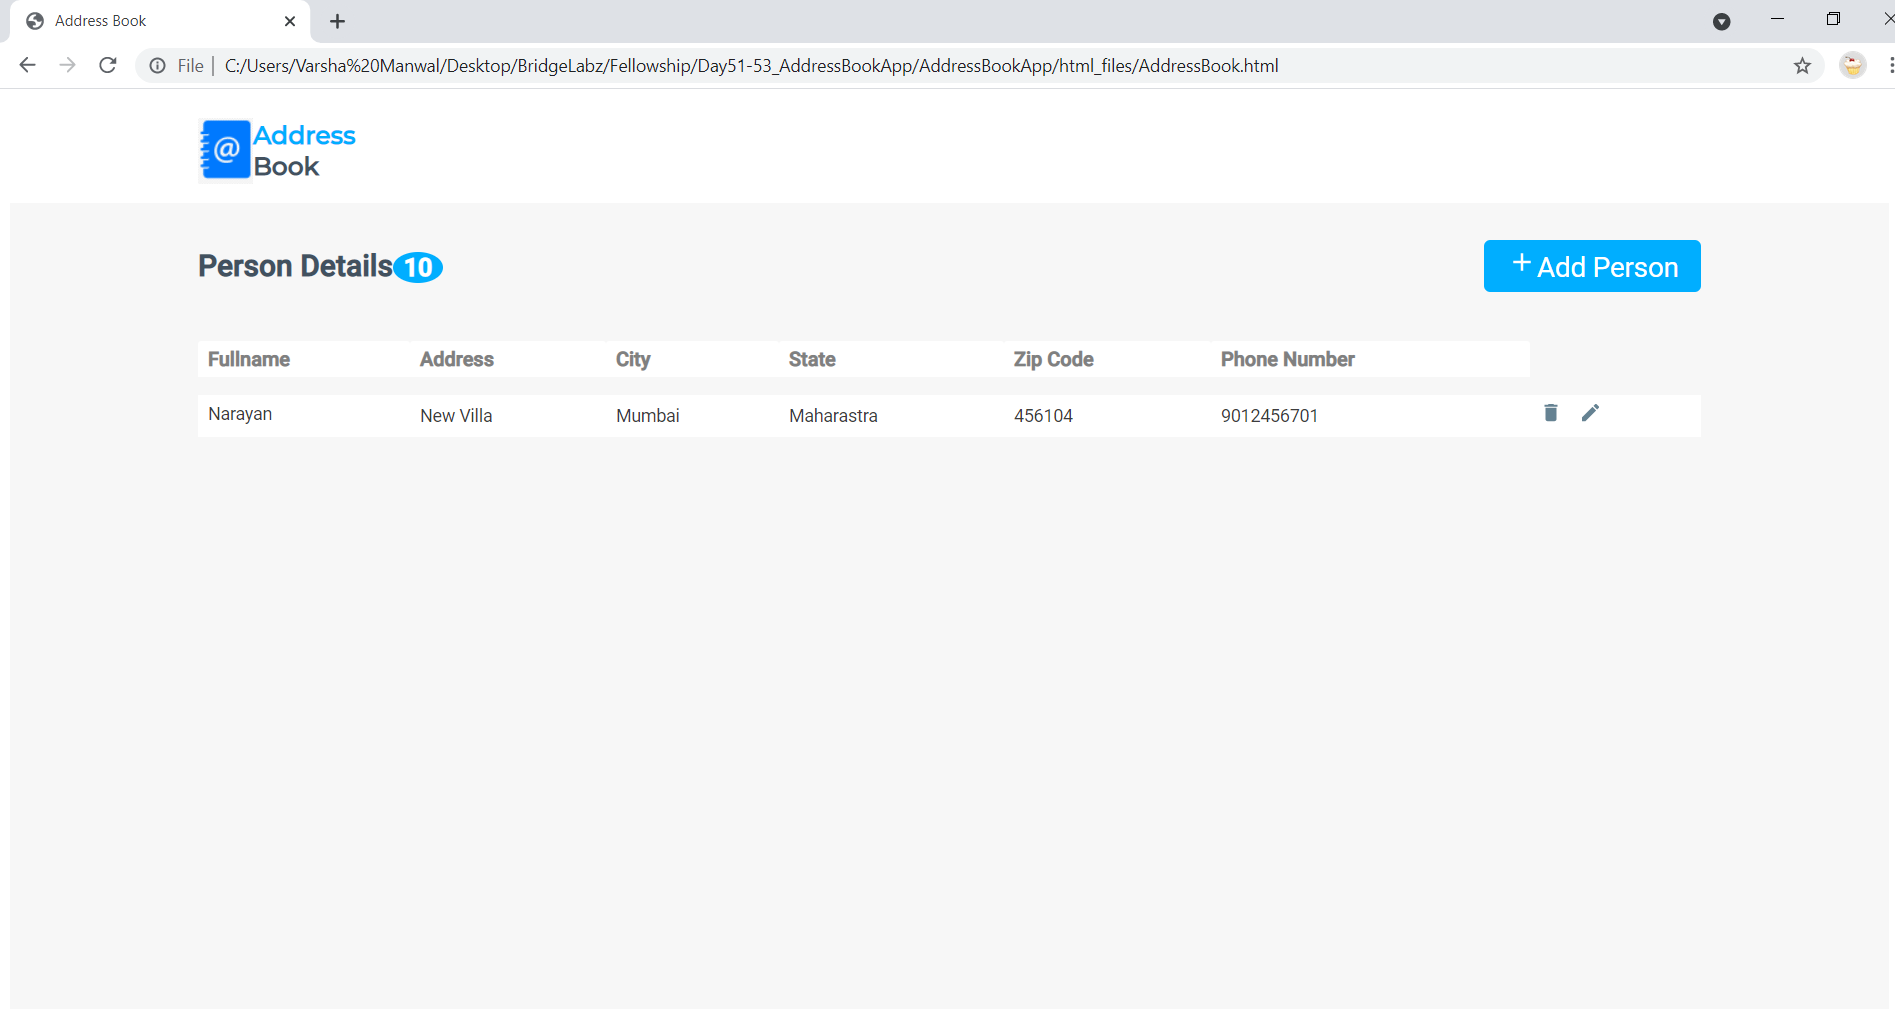 Address Book
File | C:/Users/Varsha%20Manwal/Desktop/BridgeLabz/Fellowship/Day51-53_AddressBookApp/AddressBookApp/html_files/AddressBook.html
@ Address
Book
Person Details 10
+ Add Person
Fullname Address City State Zip Code Phone Number
Narayan New Villa Mumbai Maharastra 456104 9012456701